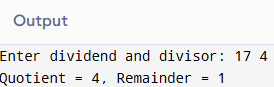 Output
Enter dividend and divisor: 17 4
Quotient = 4, Remainder = 1